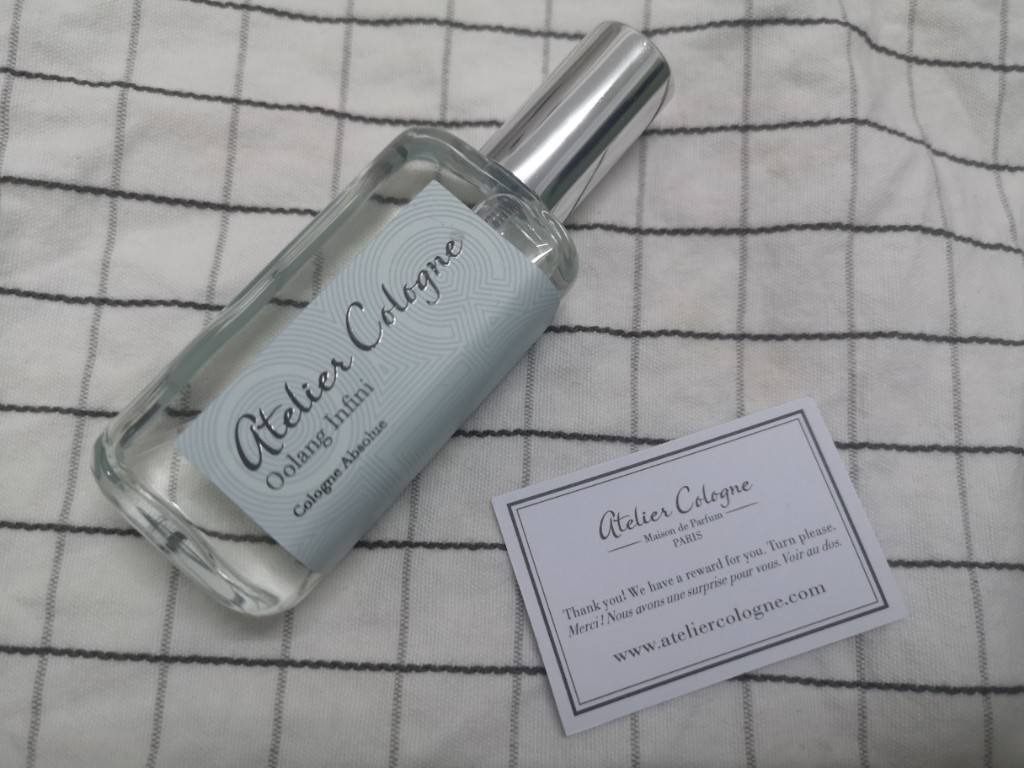 Atelier Cologne
Oolang Infini
Cologne Absolue
Atelier Cologne
Maison de Parfum
PARIS
Thank you! We have a reward for you. Turn please.
Merci! Nous avons une surprise pour vous. Voir au dos.
www.ateliercologne.com